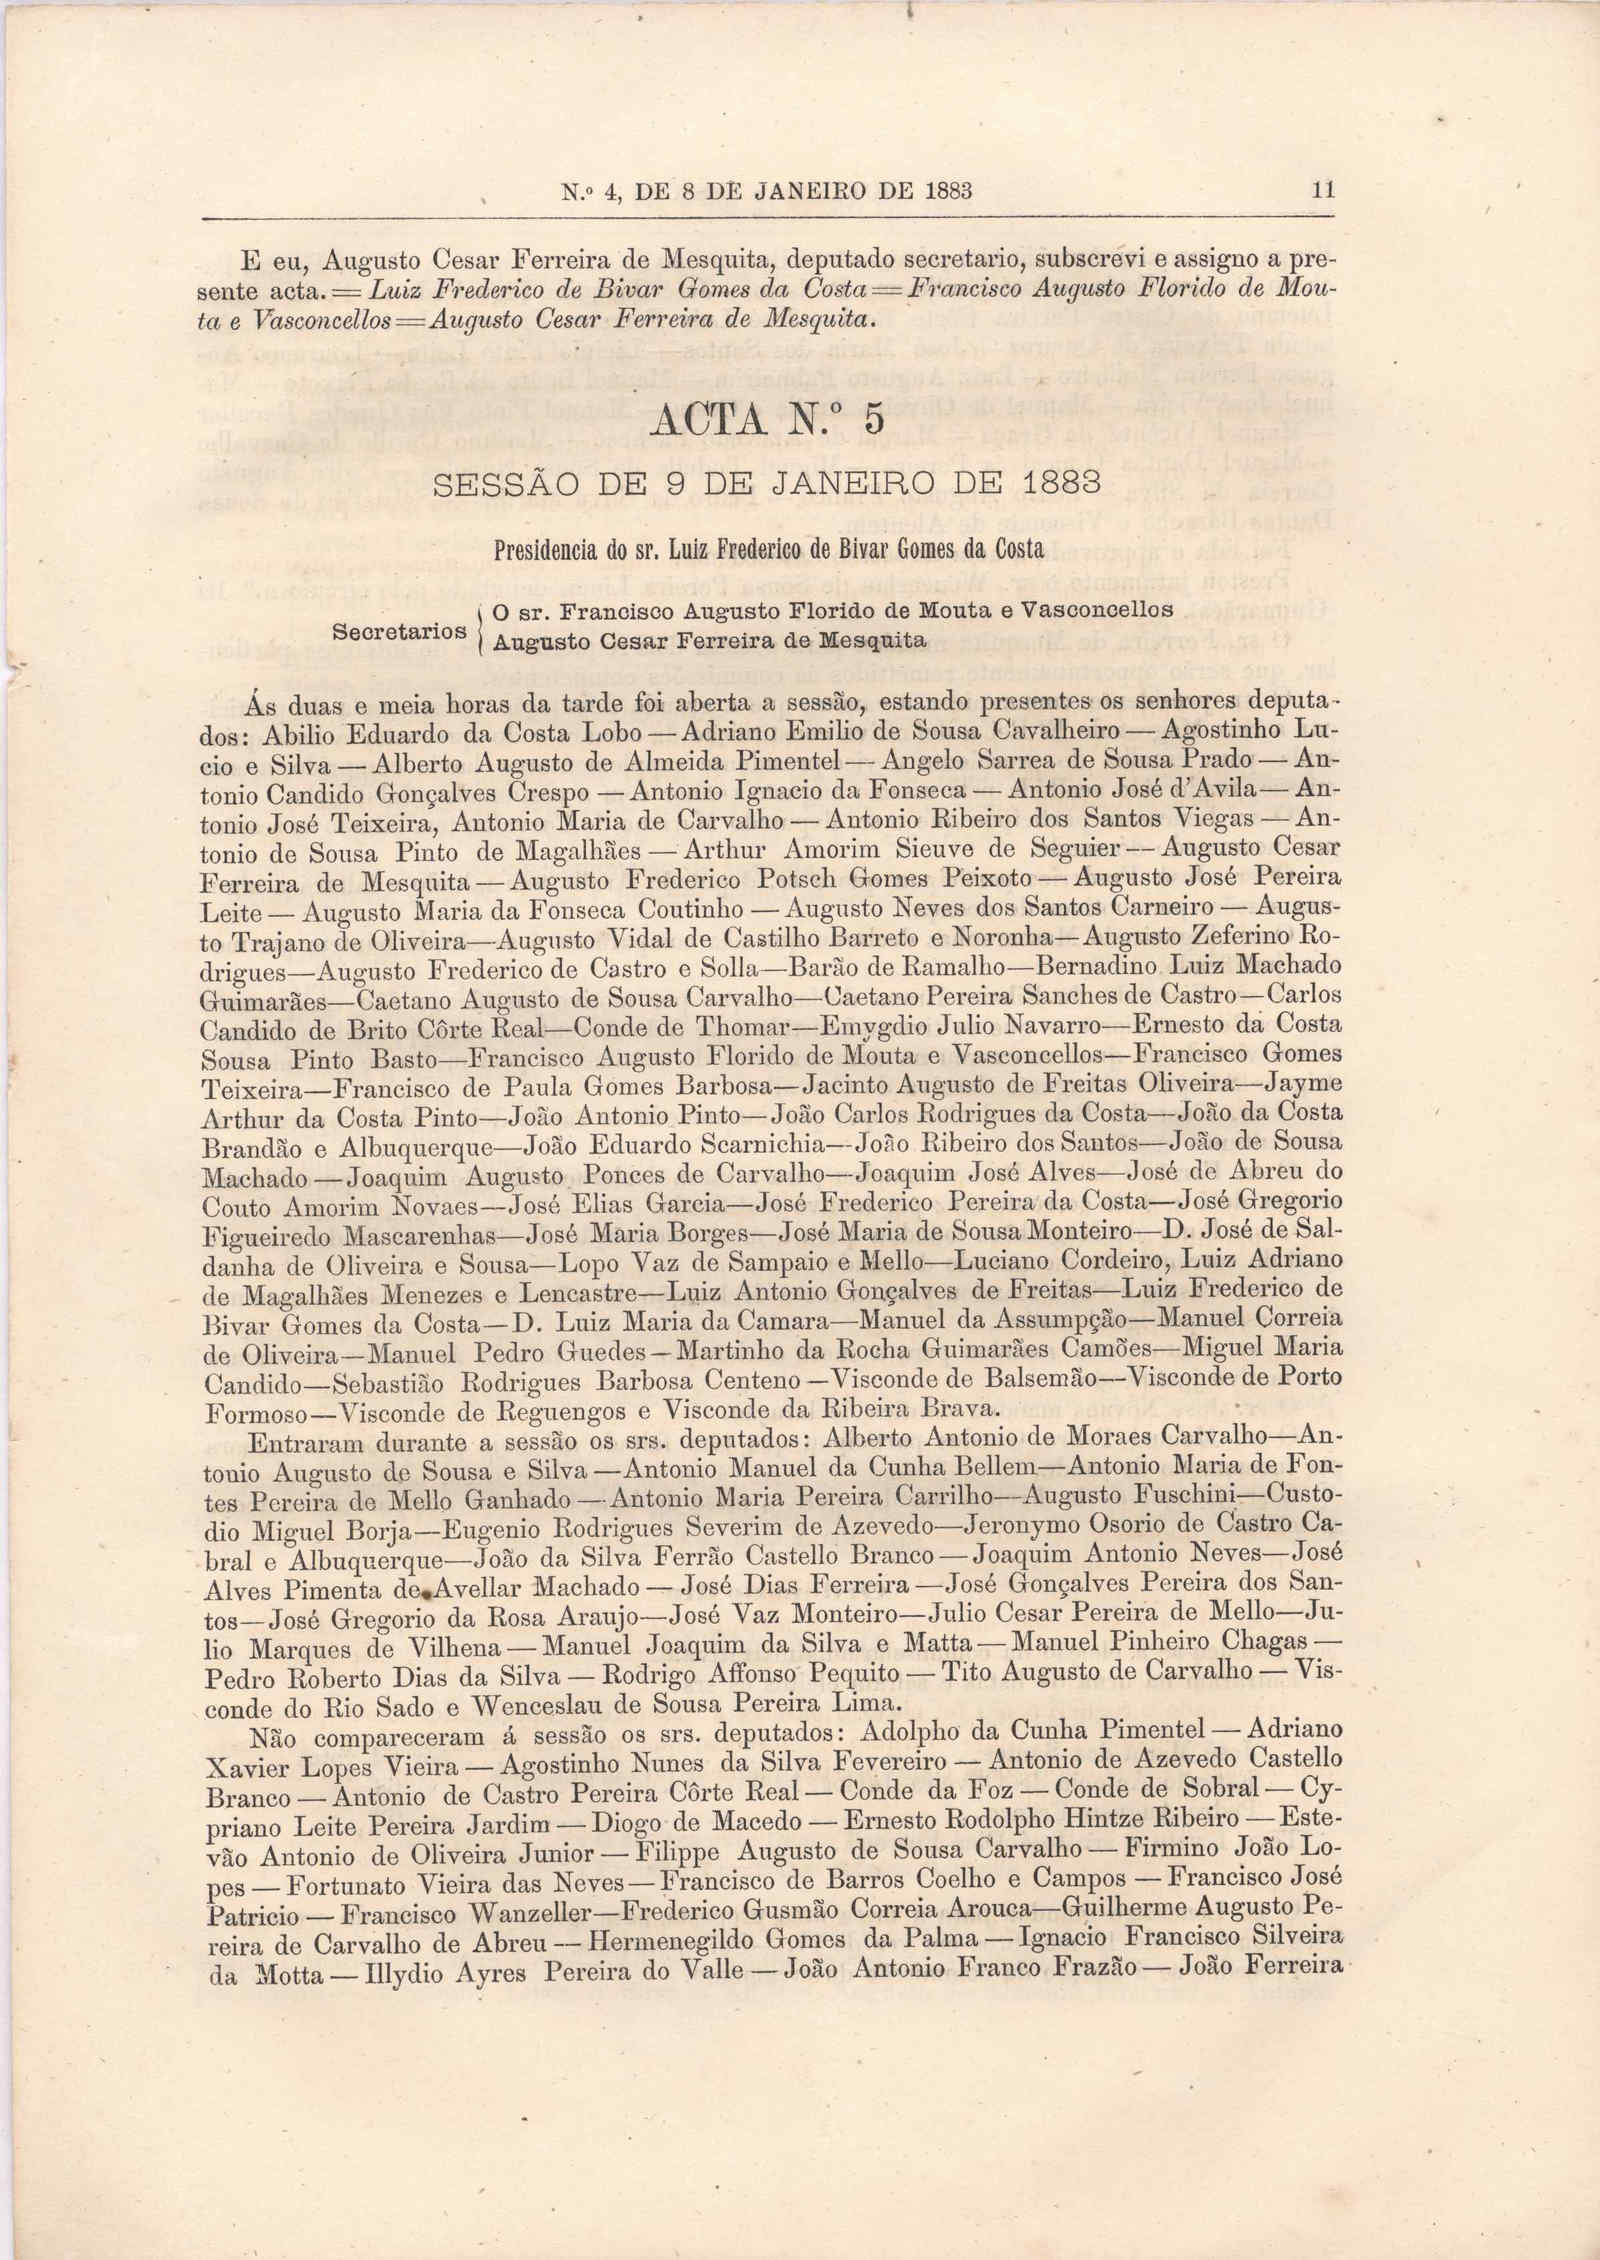 N.º 4, DE 8 DE JANEIRO DE 1883 11
E eu, Augusto Cesar Ferreira de Mesquita, deputado secretario, subscrevi e assigno a pre-
sente acta.=Luiz Frederico de Bivar Gomes da Costa=Francisco Augusto Florido de Mou-
ta e Vasconcellos=Augusto Cesar Ferreira de Mesquita.
ACTA N.º 5
SESSÃO DE 9 DE JANEIRO DE 1883
Presidencia do sr. Luiz Frederico de Bivar Gomes da Costa
Secretarios { O sr. Francisco Augusto Florido de Mouta e Vasconcellos
Augusto Cesar Ferreira de Mesquita
Ás duas e meia horas da tarde foi aberta a sessão, estando presentes os senhores deputa-
dos: Abilio Eduardo da Costa Lobo—Adriano Emilio de Sousa Cavalheiro—Agostinho Lu-
cio e Silva—Alberto Augusto de Almeida Pimentel—Angelo Sarrea de Sousa Prado—An-
tonio Candido Gonçalves Crespo—Antonio Ignacio da Fonseca—Antonio José d'Avila—An-
tonio José Teixeira, Antonio Maria de Carvalho—Antonio Ribeiro dos Santos Viegas—An-
tonio de Sousa Pinto de Magalhães—Arthur Amorim Sieuve de Seguier—Augusto Cesar
Ferreira de Mesquita—Augusto Frederico Potsch Gomes Peixoto—Augusto José Pereira
Leite—Augusto Maria da Fonseca Coutinho—Augusto Neves dos Santos Carneiro—Augus-
to Trajano de Oliveira—Augusto Vidal de Castilho Barreto e Noronha—Augusto Zeferino Ro-
drigues—Augusto Frederico de Castro e Solla—Barão de Ramalho—Bernadino Luiz Machado
Guimarães—Caetano Augusto de Sousa Carvalho—Caetano Pereira Sanches de Castro—Carlos
Candido de Brito Côrte Real—Conde de Thomar—Emygdio Julio Navarro—Ernesto da Costa
Sousa Pinto Basto—Francisco Augusto Florido de Mouta e Vasconcellos—Francisco Gomes
Teixeira—Francisco de Paula Gomes Barbosa—Jacinto Augusto de Freitas Oliveira—Jayme
Arthur da Costa Pinto—João Antonio Pinto—João Carlos Rodrigues da Costa—João da Costa
Brandão e Albuquerque—João Eduardo Scarnichia—João Ribeiro dos Santos—João de Sousa
Machado—Joaquim Augusto Ponces de Carvalho—Joaquim José Alves—José de Abreu do
Couto Amorim Novaes—José Elias Garcia—José Frederico Pereira da Costa—José Gregorio
Figueiredo Mascarenhas—José Maria Borges—José Maria de Sousa Monteiro—D. José de Sal-
danha de Oliveira e Sousa—Lopo Vaz de Sampaio e Mello—Luciano Cordeiro, Luiz Adriano
de Magalhães Menezes e Lencastre—Luiz Antonio Gonçalves de Freitas—Luiz Frederico de
Bivar Gomes da Costa—D. Luiz Maria da Camara—Manuel da Assumpção—Manuel Correia
de Oliveira—Manuel Pedro Guedes—Martinho da Rocha Guimarães Camões—Miguel Maria
Candido—Sebastião Rodrigues Barbosa Centeno—Visconde de Balsemão—Visconde de Porto
Formoso—Visconde de Reguengos e Visconde da Ribeira Brava.
Entraram durante a sessão os srs. deputados: Alberto Antonio de Moraes Carvalho—An-
tonio Augusto de Sousa e Silva—Antonio Manuel da Cunha Bellem—Antonio Maria de Fon-
tes Pereira de Mello Ganhado—Antonio Maria Pereira Carrilho—Augusto Fuschini—Custo-
dio Miguel Borja—Eugenio Rodrigues Severim de Azevedo—Jeronymo Osorio de Castro Ca-
bral e Albuquerque—João da Silva Ferrão Castello Branco—Joaquim Antonio Neves—José
Alves Pimenta de Avellar Machado—José Dias Ferreira—José Gonçalves Pereira dos San-
tos—José Gregorio da Rosa Araujo—José Vaz Monteiro—Julio Cesar Pereira de Mello—Ju-
lio Marques de Vilhena—Manuel Joaquim da Silva e Matta—Manuel Pinheiro Chagas—
Pedro Roberto Dias da Silva—Rodrigo Affonso Pequito—Tito Augusto de Carvalho—Vis-
conde do Rio Sado e Wenceslau de Sousa Pereira Lima.
Não compareceram á sessão os srs. deputados: Adolpho da Cunha Pimentel—Adriano
Xavier Lopes Vieira—Agostinho Nunes da Silva Fevereiro—Antonio de Azevedo Castello
Branco—Antonio de Castro Pereira Côrte Real—Conde da Foz—Conde de Sobral—Cy-
priano Leite Pereira Jardim—Diogo de Macedo—Ernesto Rodolpho Hintze Ribeiro—Este-
vão Antonio de Oliveira Junior—Filippe Augusto de Sousa Carvalho—Firmino João Lo-
pes—Fortunato Vieira das Neves—Francisco de Barros Coelho e Campos—Francisco José
Patricio—Francisco Wanzeller—Frederico Gusmão Correia Arouca—Guilherme Augusto Pe-
reira de Carvalho de Abreu—Hermenegildo Gomes da Palma—Ignacio Francisco Silveira
da Motta—Illydio Ayres Pereira do Valle—João Antonio Franco Frazão—João Ferreira